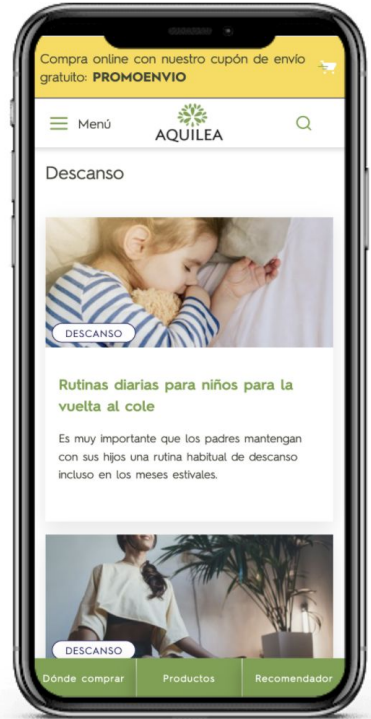 Compra online con nuestro cupón de envío
gratuito: PROMOENVIO
Menú
AQUILEA
Descanso
DESCANSO
Rutinas diarias para niños para la
vuelta al cole
Es muy importante que los padres mantengan
con sus hijos una rutina habitual de descanso
incluso en los meses estivales.
DESCANSO
Dónde comprar
Productos
Recomendador